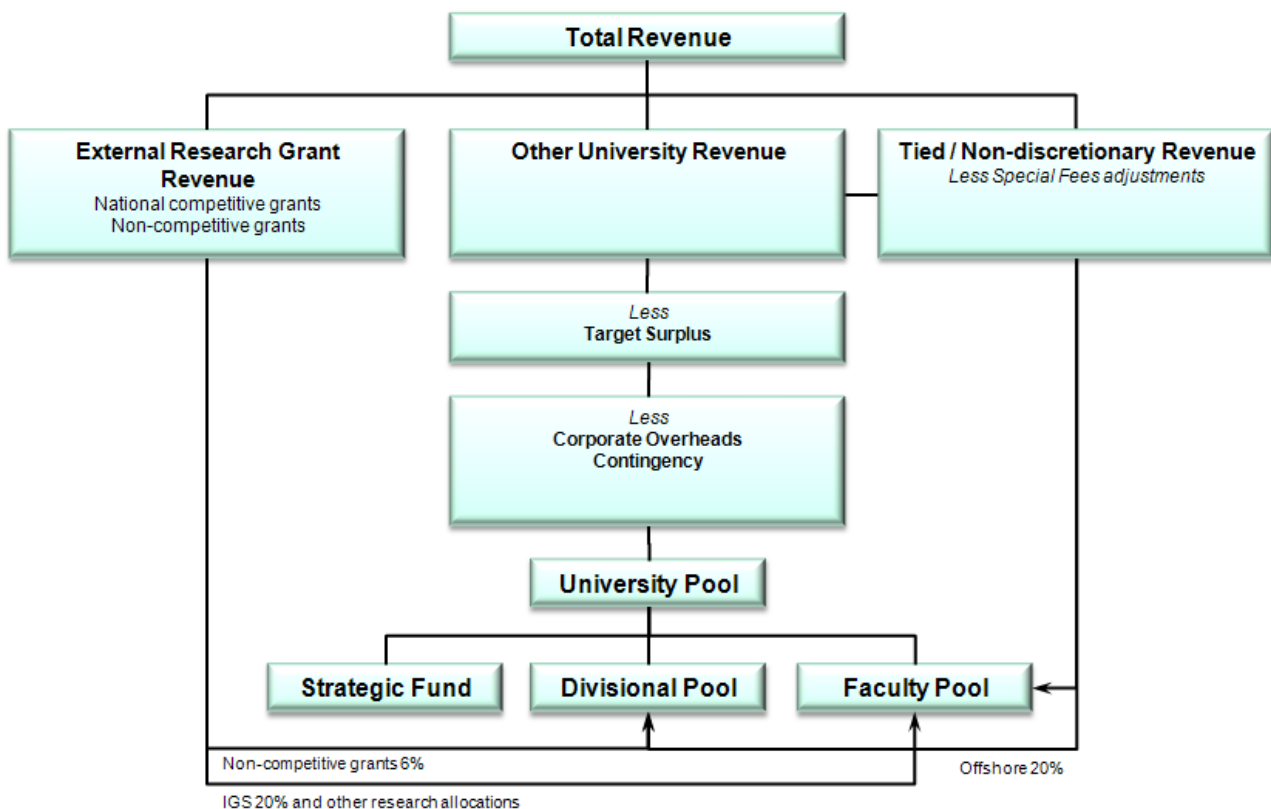 Total Revenue
External Research Grant
Revenue
National competitive grants
Non-competitive grants
Other University Revenue
Tied / Non-discretionary Revenue
Less Special Fees adjustments
Less
Target Surplus
Less
Corporate Overheads
Contingency
University Pool
Strategic Fund
Divisional Pool
Faculty Pool
Non-competitive grants 6%
Offshore 20%
IGS 20% and other research allocations